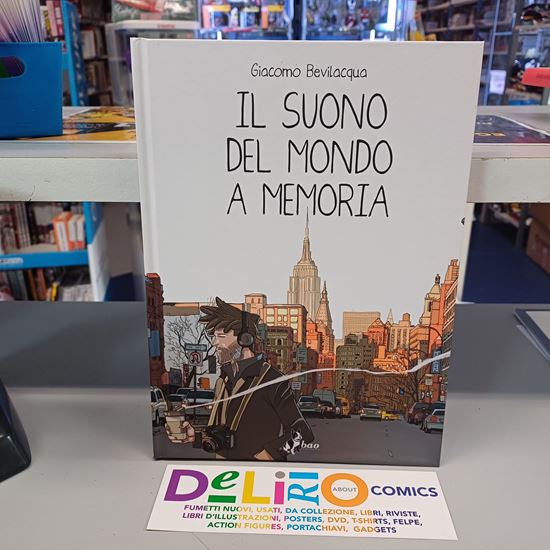 Giacomo Bevilacqua
IL SUONO
DEL MONDO
A MEMORIA
bao
DeLiRIO ABOUT COMICS
FUMETTI NUOVI, USATI, DA COLLEZIONE, LIBRI, RIVISTE,
LIBRI D'ILLUSTRAZIONI, POSTERS, DVD, T-SHIRTS, FELPE,
ACTION FIGURES, PORTACHIAVI, GADGETS